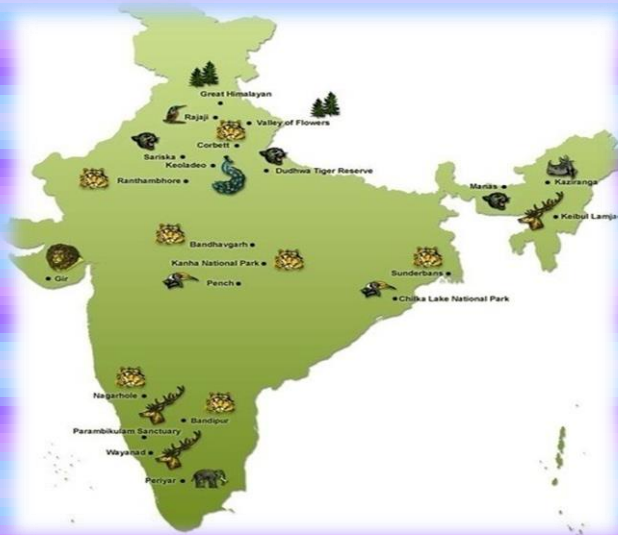 Great Himalayan
Rajaji
Valley of Flowers
Corbett
Sariska
Keoladeo
Dudhwa Tiger Reserve
Ranthambhore
Manas
Kaziranga
Keibul Lamja
Bandhavgarh
Kanha National Park
Sunderbans
Gir
Pench
Chilka Lake National Park
Nagarhole
Bandipur
Parambikulam Sanctuary
Wayanad
Periyar